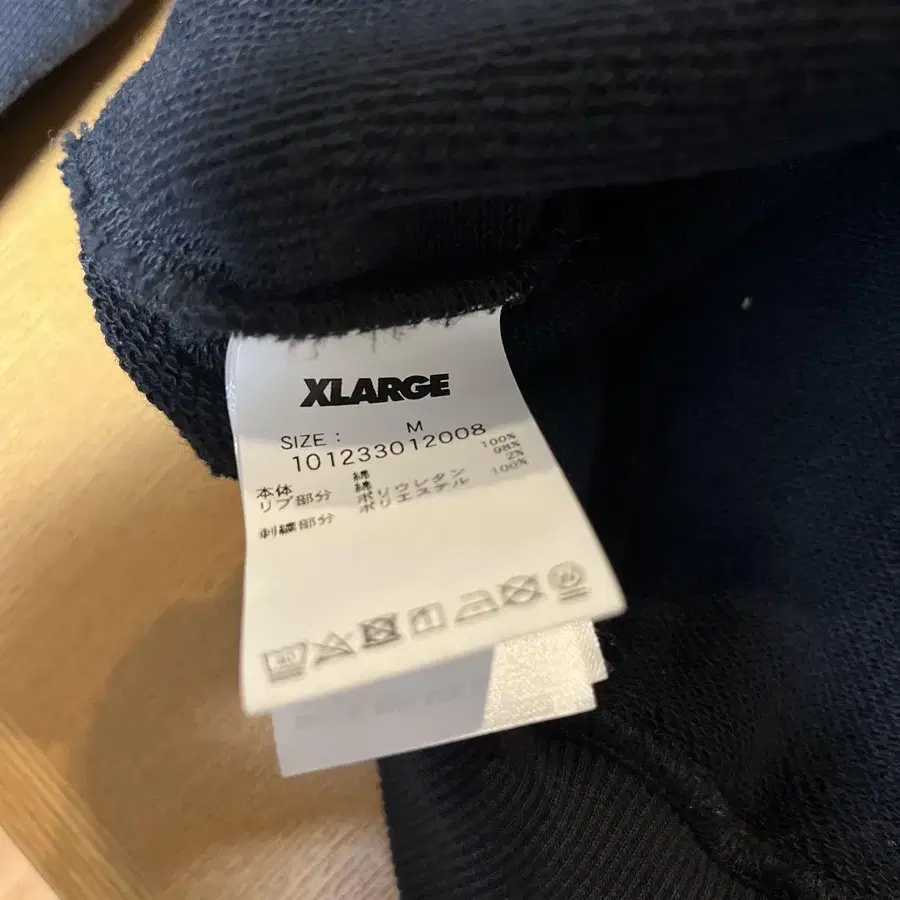 XLARGE
SIZE : M
101233012008
本体 綿 100%
リブ部分 綿 98%
ポリウレタン 2%
刺繍部分 ポリエステル 100%